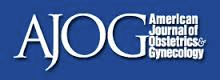 AJOG
American
Journal of
Obstetrics&
Gynecology